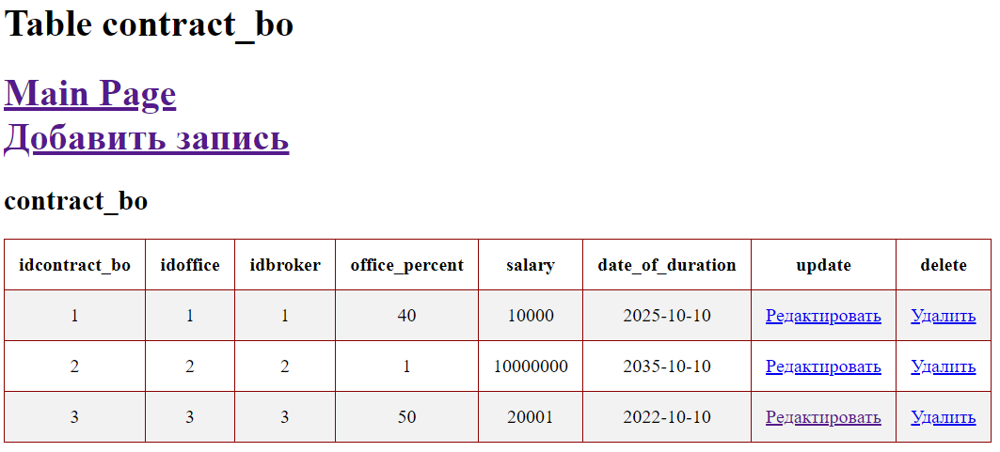 Table contract_bo
Main Page
Добавить запись
contract_bo
idcontract_bo idoffice idbroker office_percent salary date_of_duration update delete
1 1 1 40 10000 2025-10-10 Редактировать Удалить
2 2 2 1 10000000 2035-10-10 Редактировать Удалить
3 3 3 50 20001 2022-10-10 Редактировать Удалить